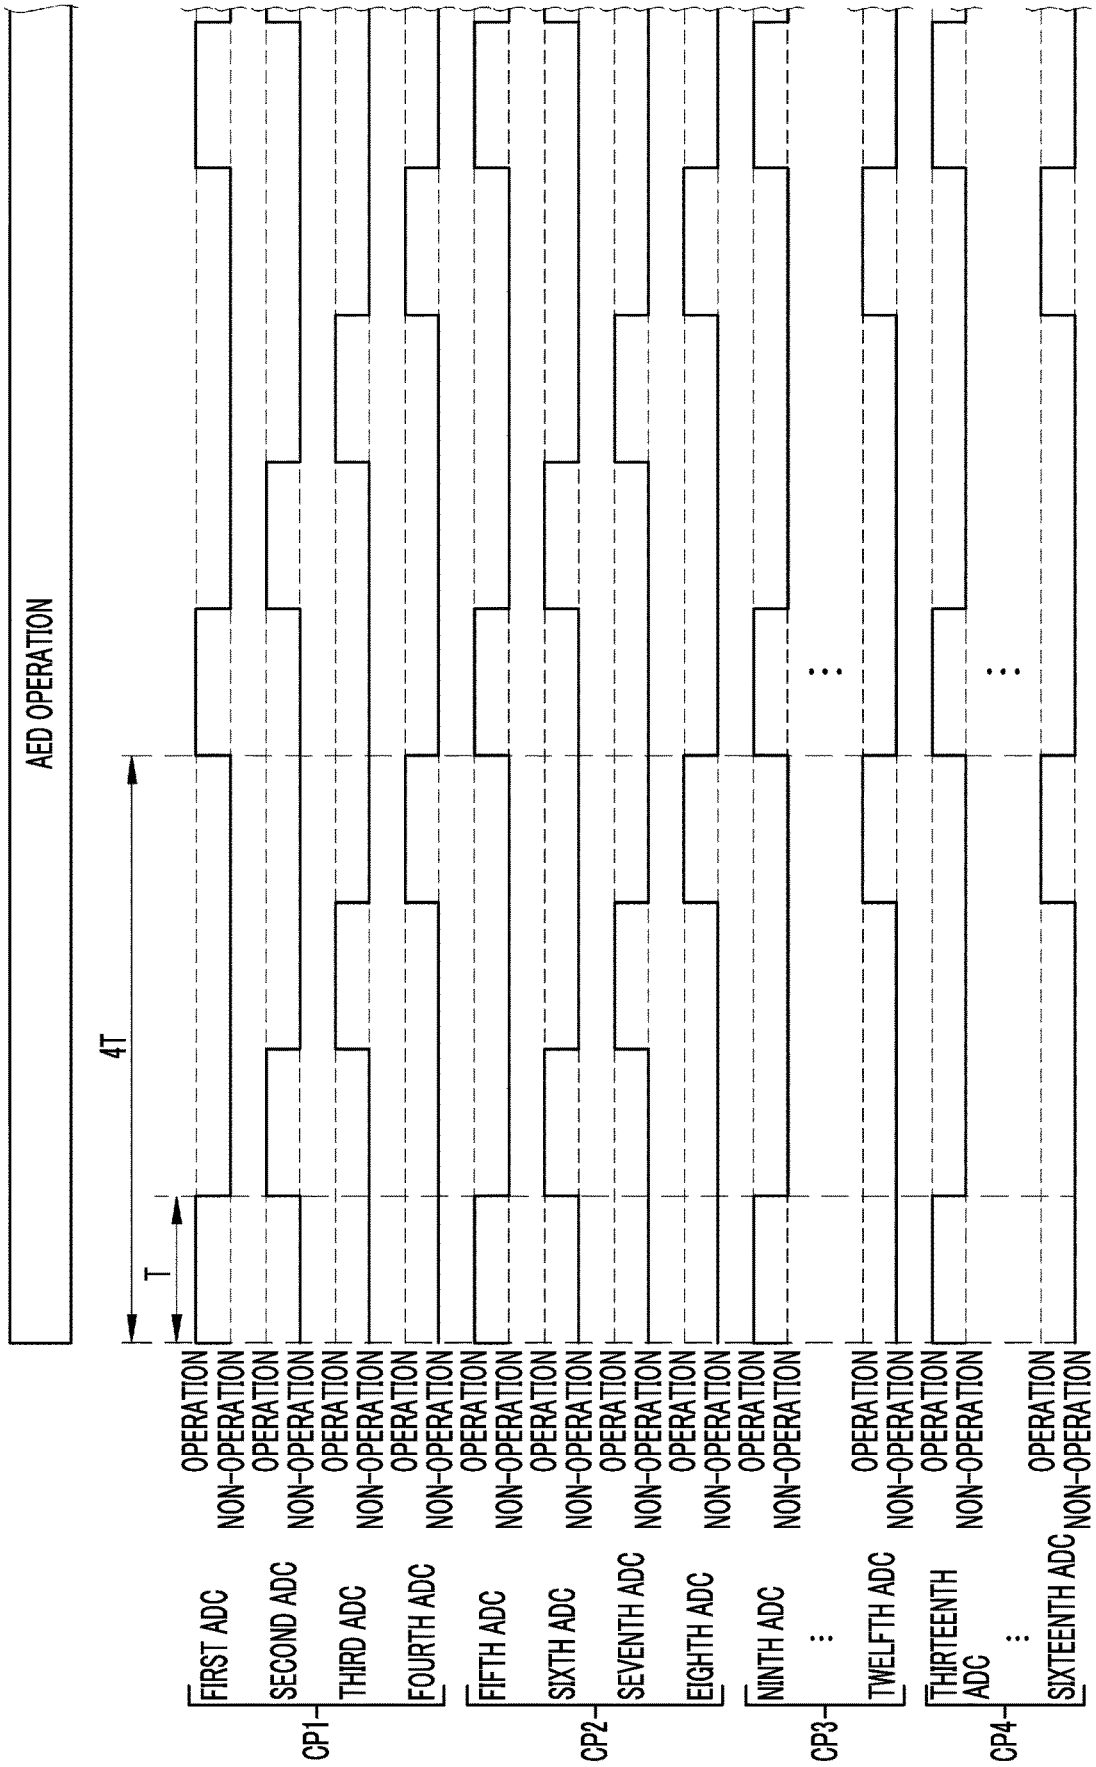 AED OPERATION
4T
T
CP1
FIRST ADC
OPERATION
NON-OPERATION
SECOND ADC
OPERATION
NON-OPERATION
THIRD ADC
OPERATION
NON-OPERATION
FOURTH ADC
OPERATION
NON-OPERATION
CP2
FIFTH ADC
OPERATION
NON-OPERATION
SIXTH ADC
OPERATION
NON-OPERATION
SEVENTH ADC
OPERATION
NON-OPERATION
EIGHTH ADC
OPERATION
NON-OPERATION
CP3
NINTH ADC
OPERATION
NON-OPERATION
...
...
TWELFTH ADC
OPERATION
NON-OPERATION
CP4
THIRTEENTH
ADC
OPERATION
NON-OPERATION
...
...
SIXTEENTH ADC
OPERATION
NON-OPERATION